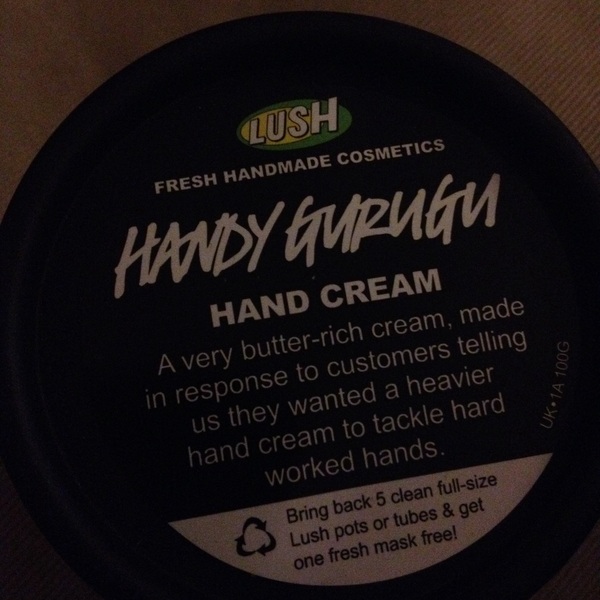 LUSH
FRESH HANDMADE COSMETICS
HANDY GURUGU
HAND CREAM
A very butter-rich cream, made
in response to customers telling
us they wanted a heavier
hand cream to tackle hard
worked hands.
UK•1A 100G
Bring back 5 clean full-size
Lush pots or tubes & get
one fresh mask free!